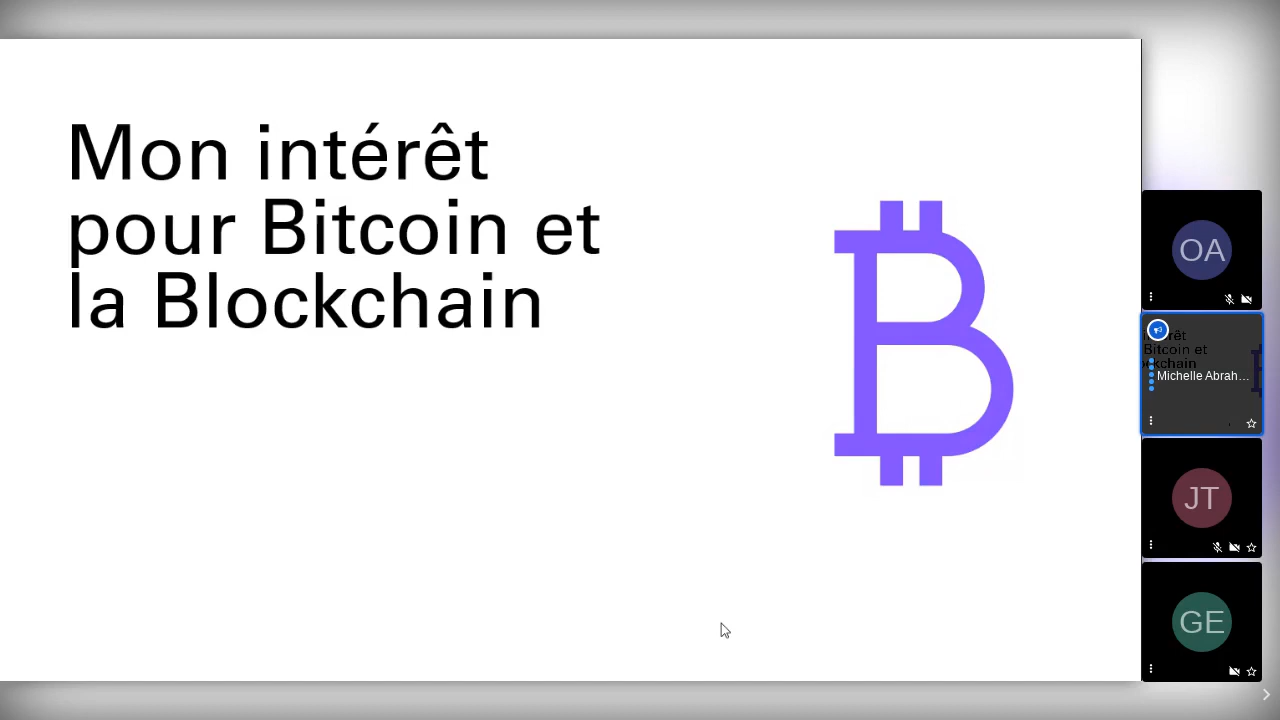 Mon intérêt
pour Bitcoin et
la Blockchain
OA
Michelle Abrah...
JT
GE